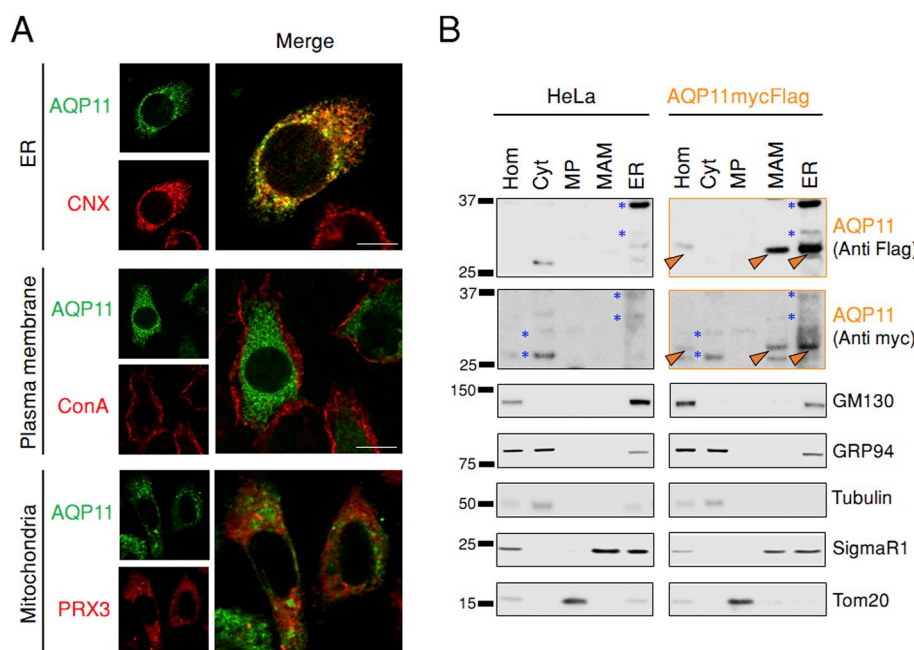 A
Merge
ER
AQP11
CNX
Plasma membrane
AQP11
ConA
Mitochondria
AQP11
PRX3
B
HeLa
AQP11mycFlag
Hom
Cyt
MP
MAM
ER
Hom
Cyt
MP
MAM
ER
37
25
* * * *
AQP11
(Anti Flag)
37
25
* * * * * * * *
AQP11
(Anti myc)
150
GM130
75
GRP94
50
Tubulin
25
SigmaR1
15
Tom20